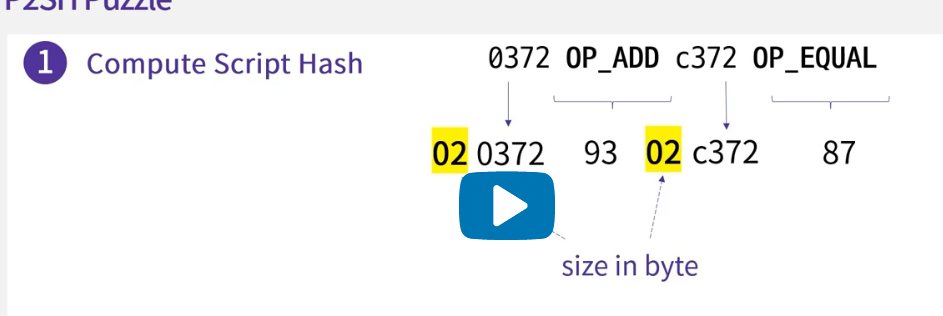 P2SH Puzzle
1 Compute Script Hash
0372 OP_ADD c372 OP_EQUAL
02 0372 93 02 c372 87
size in byte